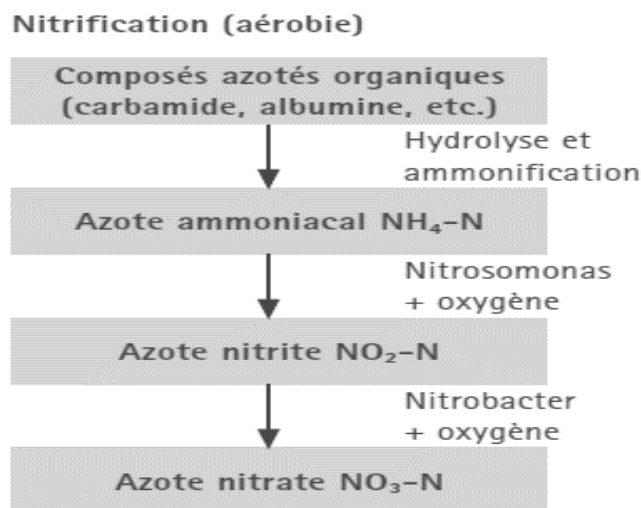 Nitrification (aérobie)
Composés azotés organiques
(carbamide, albumine, etc.)
Hydrolyse et
ammonification
Azote ammoniacal NH₄–N
Nitrosomonas
+ oxygène
Azote nitrite NO₂–N
Nitrobacter
+ oxygène
Azote nitrate NO₃–N